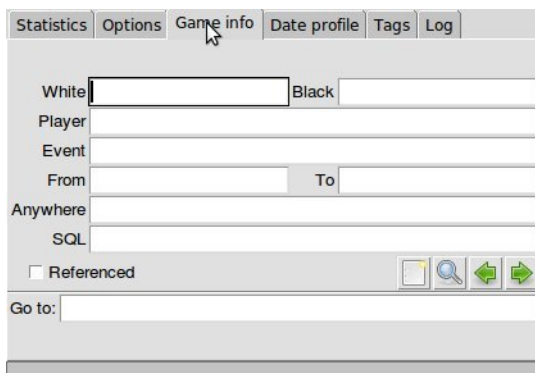 Statistics Options Game info Date profile Tags Log
White Black
Player
Event
From To
Anywhere
SQL
Referenced
Go to: